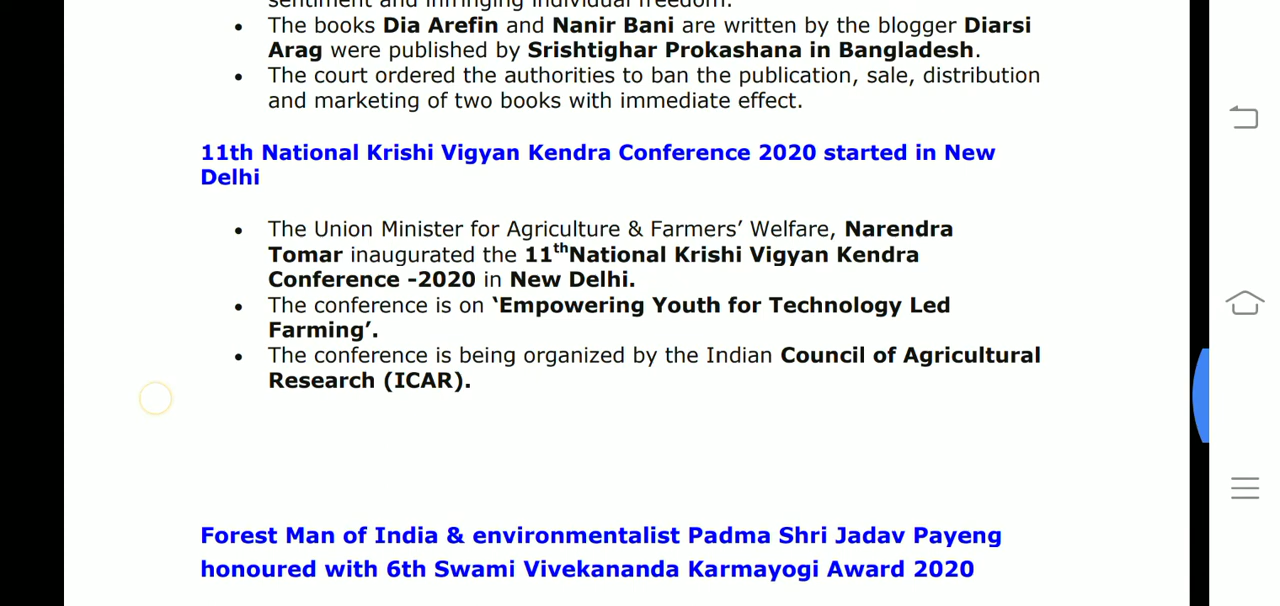 sentiment and infringing individual freedom.
• The books Dia Arefin and Nanir Bani are written by the blogger Diarsi
Arag were published by Srishtighar Prokashana in Bangladesh.
• The court ordered the authorities to ban the publication, sale, distribution
and marketing of two books with immediate effect.
11th National Krishi Vigyan Kendra Conference 2020 started in New
Delhi
• The Union Minister for Agriculture & Farmers’ Welfare, Narendra
Tomar inaugurated the 11thNational Krishi Vigyan Kendra
Conference -2020 in New Delhi.
• The conference is on ‘Empowering Youth for Technology Led
Farming’.
• The conference is being organized by the Indian Council of Agricultural
Research (ICAR).
Forest Man of India & environmentalist Padma Shri Jadav Payeng
honoured with 6th Swami Vivekananda Karmayogi Award 2020